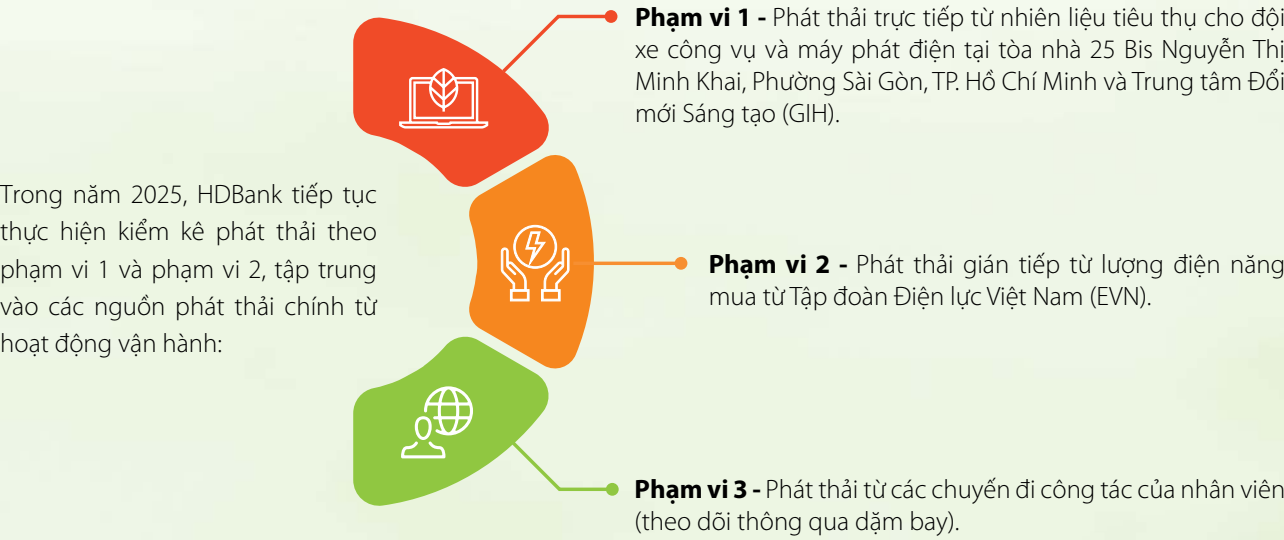 Trong năm 2025, HDBank tiếp tục
thực hiện kiểm kê phát thải theo
phạm vi 1 và phạm vi 2, tập trung
vào các nguồn phát thải chính từ
hoạt động vận hành:
Phạm vi 1 - Phát thải trực tiếp từ nhiên liệu tiêu thụ cho đội
xe công vụ và máy phát điện tại tòa nhà 25 Bis Nguyễn Thị
Minh Khai, Phường Sài Gòn, TP. Hồ Chí Minh và Trung tâm Đổi
mới Sáng tạo (GIH).
Phạm vi 2 - Phát thải gián tiếp từ lượng điện năng
mua từ Tập đoàn Điện lực Việt Nam (EVN).
Phạm vi 3 - Phát thải từ các chuyến đi công tác của nhân viên
(theo dõi thông qua dặm bay).